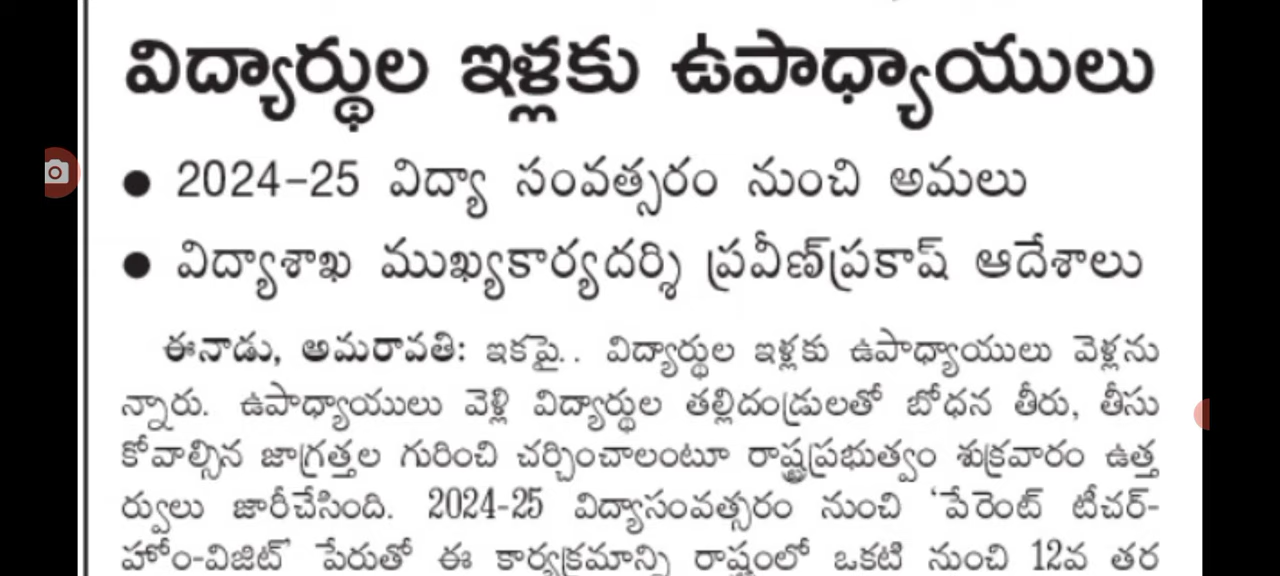 విద్యార్థుల ఇళ్లకు ఉపాధ్యాయులు
● 2024-25 విద్యా సంవత్సరం నుంచి అమలు
● విద్యాశాఖ ముఖ్యకార్యదర్శి ప్రవీణ్‌ప్రకాష్ ఆదేశాలు
ఈనాడు, అమరావతి: ఇకపై.. విద్యార్థుల ఇళ్లకు ఉపాధ్యాయులు వెళ్లను
న్నారు. ఉపాధ్యాయులు వెళ్లి విద్యార్థుల తల్లిదండ్రులతో బోధన తీరు, తీసు
కోవాల్సిన జాగ్రత్తల గురించి చర్చించాలంటూ రాష్ట్రప్రభుత్వం శుక్రవారం ఉత్త
ర్వులు జారీచేసింది. 2024-25 విద్యాసంవత్సరం నుంచి ‘పేరెంట్ టీచర్-
హోం-విజిట్’ పేరుతో ఈ కార్యక్రమాన్ని రాష్ట్రంలో ఒకటి నుంచి 12వ తర